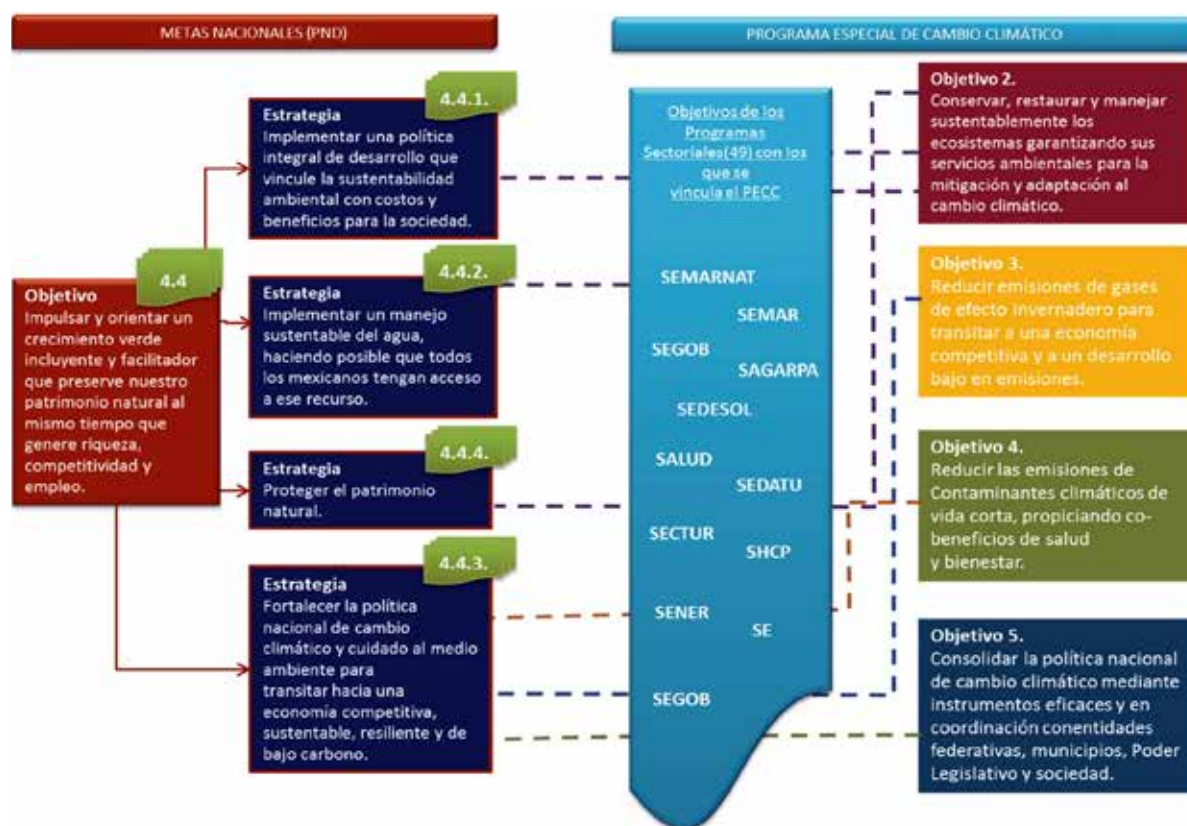 METAS NACIONALES (PND)
PROGRAMA ESPECIAL DE CAMBIO CLIMÁTICO
4.4
Objetivo
Impulsar y orientar un
crecimiento verde
incluyente y facilitador
que preserve nuestro
patrimonio natural al
mismo tiempo que
genere riqueza,
competitividad y
empleo.
4.4.1.
Estrategia
Implementar una política
integral de desarrollo que
vincule la sustentabilidad
ambiental con costos y
beneficios para la sociedad.
4.4.2.
Estrategia
Implementar un manejo
sustentable del agua,
haciendo posible que todos
los mexicanos tengan acceso
a ese recurso.
4.4.4.
Estrategia
Proteger el patrimonio
natural.
4.4.3.
Estrategia
Fortalecer la política
nacional de cambio
climático y cuidado al medio
ambiente para
transitar hacia una
economía competitiva,
sustentable, resiliente y de
bajo carbono.
Objetivos de los
Programas
Sectoriales(49) con los
que se
vincula el PECC
SEMARNAT
SEMAR
SEGOB
SAGARPA
SEDESOL
SALUD
SEDATU
SECTUR
SHCP
SENER
SE
SEGOB
Objetivo 2.
Conservar, restaurar y manejar
sustentablemente los
ecosistemas garantizando sus
servicios ambientales para la
mitigación y adaptación al
cambio climático.
Objetivo 3.
Reducir emisiones de gases
de efecto invernadero para
transitar a una economía
competitiva y a un desarrollo
bajo en emisiones.
Objetivo 4.
Reducir las emisiones de
Contaminantes climáticos de
vida corta, propiciando co-
beneficios de salud
y bienestar.
Objetivo 5.
Consolidar la política nacional
de cambio climático mediante
instrumentos eficaces y en
coordinación conentidades
federativas, municipios, Poder
Legislativo y sociedad.